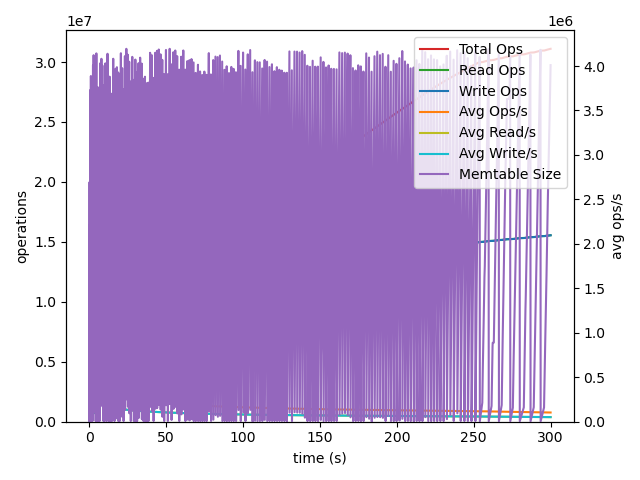 1e7
1e6
Total Ops
Read Ops
Write Ops
Avg Ops/s
Avg Read/s
Avg Write/s
Memtable Size
3.0
2.5
2.0
1.5
1.0
0.5
0.0
operations
4.0
3.5
3.0
2.5
2.0
1.5
1.0
0.5
0.0
avg ops/s
0
50
100
150
200
250
300
time (s)